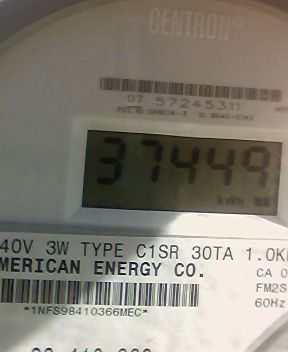 CENTRON®
07 57245311
37449
kWh
40V 3W TYPE C1SR 30TA 1.0K
MERICAN ENERGY CO.
CA 0
FM2S
60Hz
*1NFS98410366MEC*